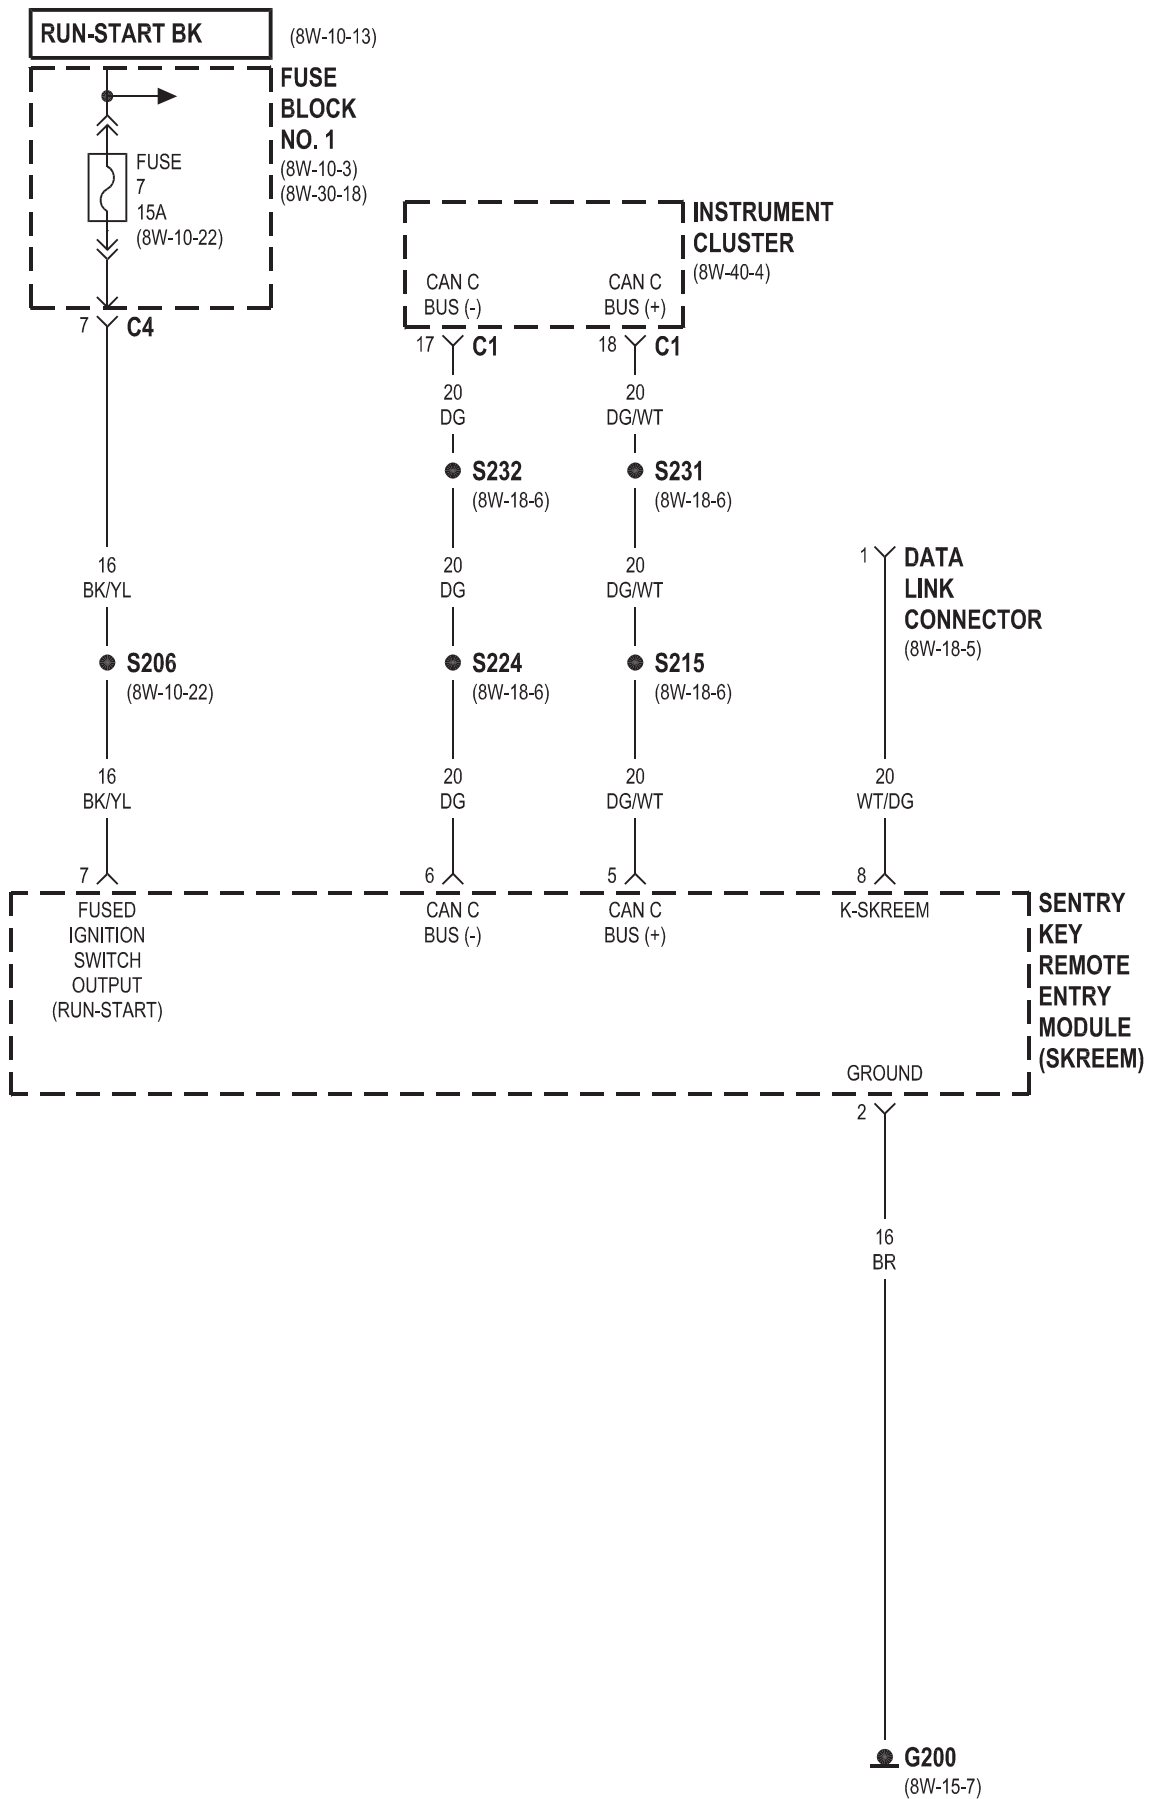 RUN-START BK
(8W-10-13)
FUSE
BLOCK
NO. 1
(8W-10-3)
(8W-30-18)
FUSE
7
15A
(8W-10-22)
7
C4
INSTRUMENT
CLUSTER
(8W-40-4)
CAN C
BUS (-)
CAN C
BUS (+)
17
C1
18
C1
20
DG
20
DG/WT
S232
(8W-18-6)
S231
(8W-18-6)
16
BK/YL
20
DG
20
DG/WT
1
DATA
LINK
CONNECTOR
(8W-18-5)
S206
(8W-10-22)
S224
(8W-18-6)
S215
(8W-18-6)
16
BK/YL
20
DG
20
DG/WT
20
WT/DG
7
6
5
8
FUSED
IGNITION
SWITCH
OUTPUT
(RUN-START)
CAN C
BUS (-)
CAN C
BUS (+)
K-SKREEM
SENTRY
KEY
REMOTE
ENTRY
MODULE
(SKREEM)
GROUND
2
16
BR
G200
(8W-15-7)